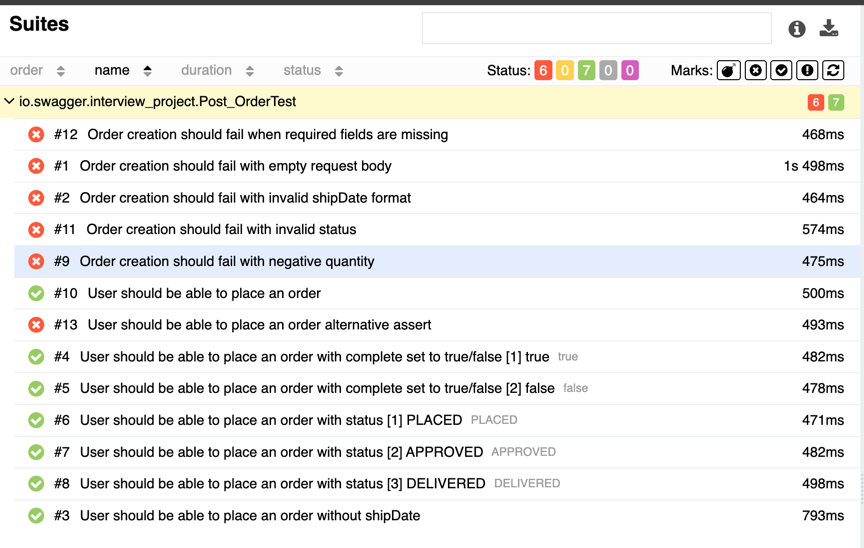 Suites
order name duration status Status: 6 0 7 0 0 Marks:
io.swagger.interview_project.Post_OrderTest 6 7
#12 Order creation should fail when required fields are missing 468ms
#1 Order creation should fail with empty request body 1s 498ms
#2 Order creation should fail with invalid shipDate format 464ms
#11 Order creation should fail with invalid status 574ms
#9 Order creation should fail with negative quantity 475ms
#10 User should be able to place an order 500ms
#13 User should be able to place an order alternative assert 493ms
#4 User should be able to place an order with complete set to true/false [1] true true 482ms
#5 User should be able to place an order with complete set to true/false [2] false false 478ms
#6 User should be able to place an order with status [1] PLACED PLACED 471ms
#7 User should be able to place an order with status [2] APPROVED APPROVED 482ms
#8 User should be able to place an order with status [3] DELIVERED DELIVERED 498ms
#3 User should be able to place an order without shipDate 793ms